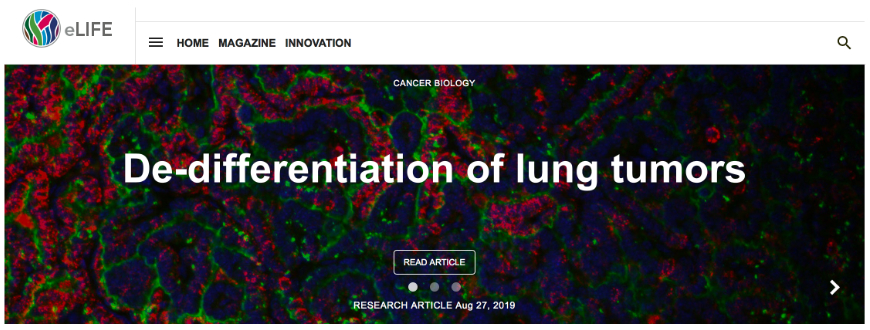 eLIFE
HOME MAGAZINE INNOVATION
CANCER BIOLOGY
De-differentiation of lung tumors
READ ARTICLE
RESEARCH ARTICLE Aug 27, 2019